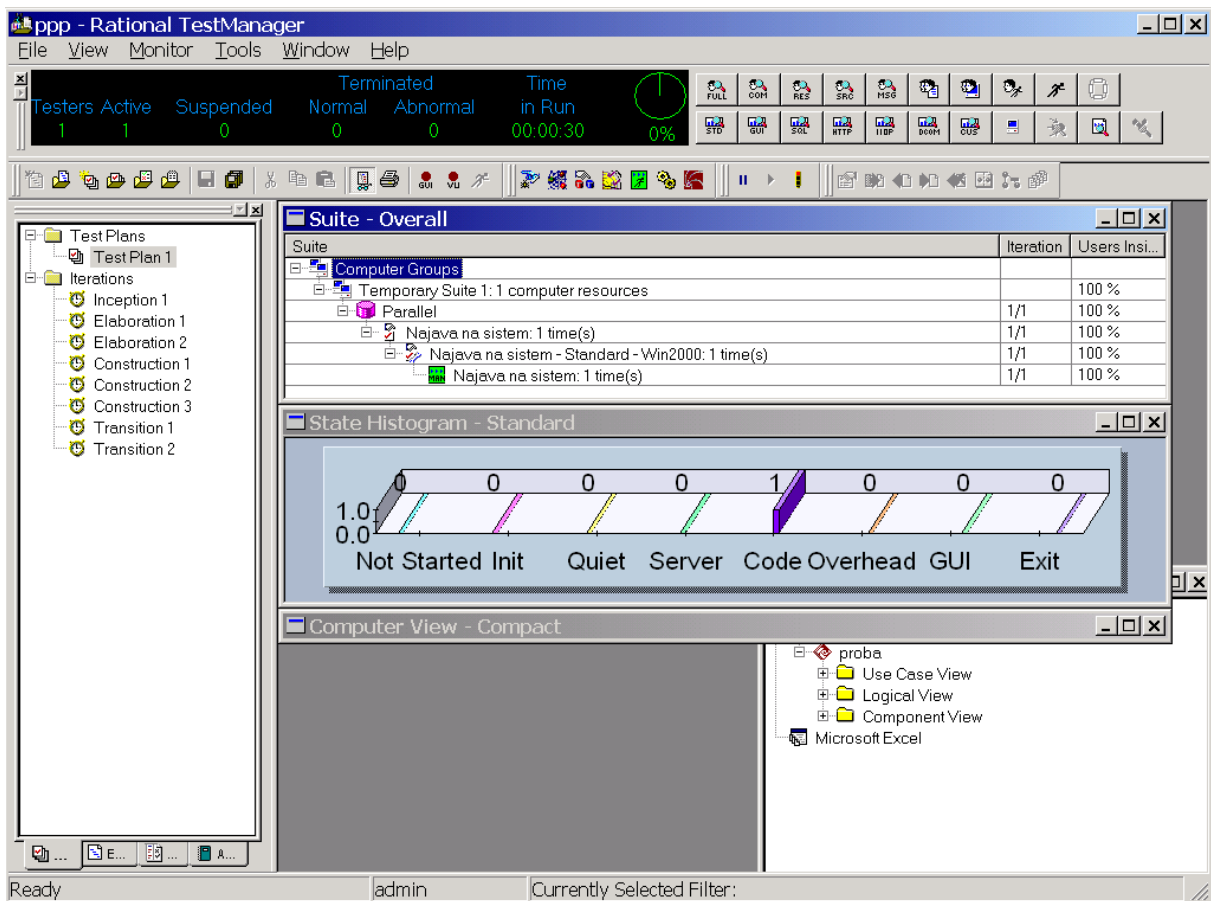 ppp - Rational TestManager
File View Monitor Tools Window Help
Terminated Time
Testers Active Suspended Normal Abnormal in Run
1 1 0 0 0 00:00:30 0%
FULL COM RES SRC MSG
STD GUI SQL HTTP IIOP DCOM CUS
GUI VU
Test Plans
Test Plan 1
Iterations
Inception 1
Elaboration 1
Elaboration 2
Construction 1
Construction 2
Construction 3
Transition 1
Transition 2
... E... ... A...
Suite - Overall
Suite Iteration Users Insi...
Computer Groups
Temporary Suite 1: 1 computer resources 100 %
Parallel 1/1 100 %
Najava na sistem: 1 time(s) 1/1 100 %
Najava na sistem - Standard - Win2000: 1 time(s) 1/1 100 %
MAN Najava na sistem: 1 time(s) 1/1 100 %
State Histogram - Standard
0 0 0 0 1 0 0 0
1.0
0.0
Not Started Init Quiet Server Code Overhead GUI Exit
Computer View - Compact
proba
Use Case View
Logical View
Component View
Microsoft Excel
Ready admin Currently Selected Filter: